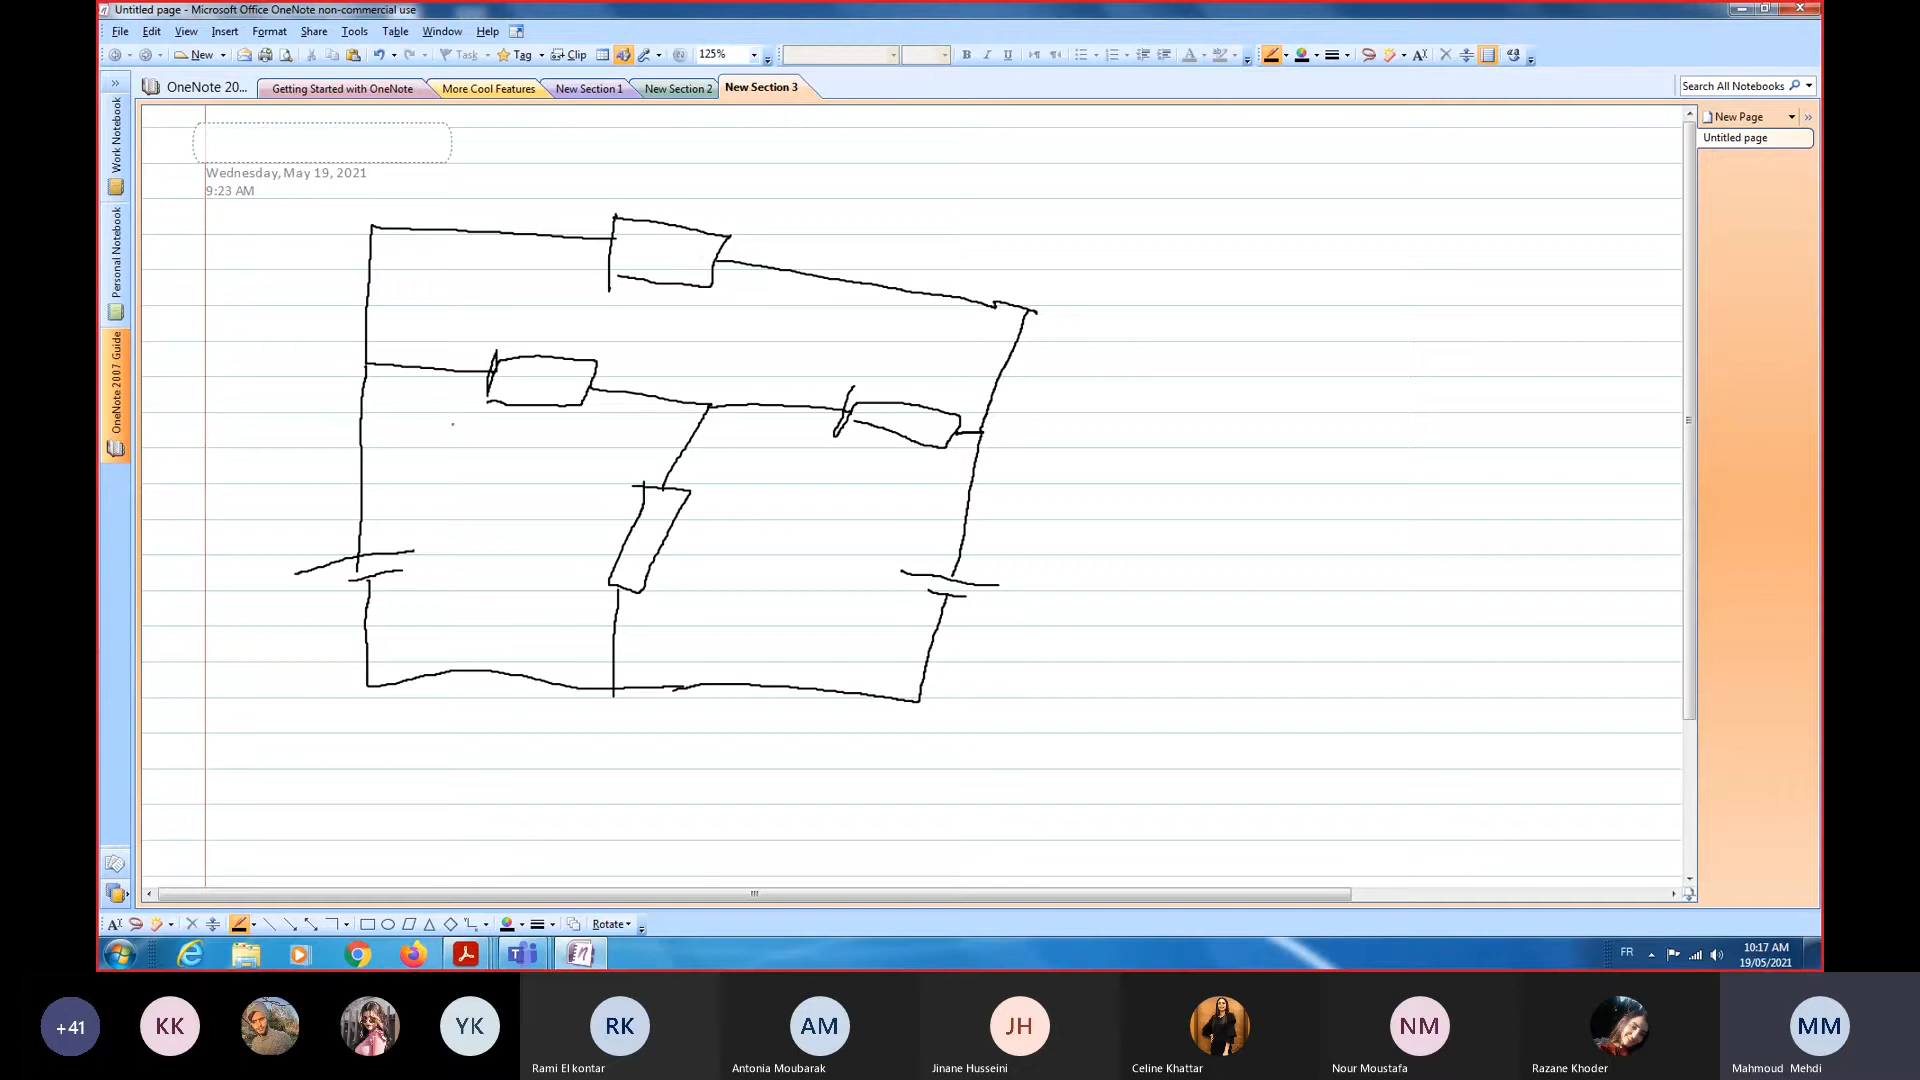 Untitled page - Microsoft Office OneNote non-commercial use
File Edit View Insert Format Share Tools Table Window Help
New Task Tag Clip 125% B I U A
OneNote 20... Getting Started with OneNote More Cool Features New Section 1 New Section 2 New Section 3 Search All Notebooks
New Page
Untitled page
Work Notebook
Personal Notebook
OneNote 2007 Guide
Wednesday, May 19, 2021
9:23 AM
Rotate
FR 10:17 AM
19/05/2021
+41 KK YK RK AM JH NM MM
Rami El kontar Antonia Moubarak Jinane Husseini Celine Khattar Nour Moustafa Razane Khoder Mahmoud Mehdi